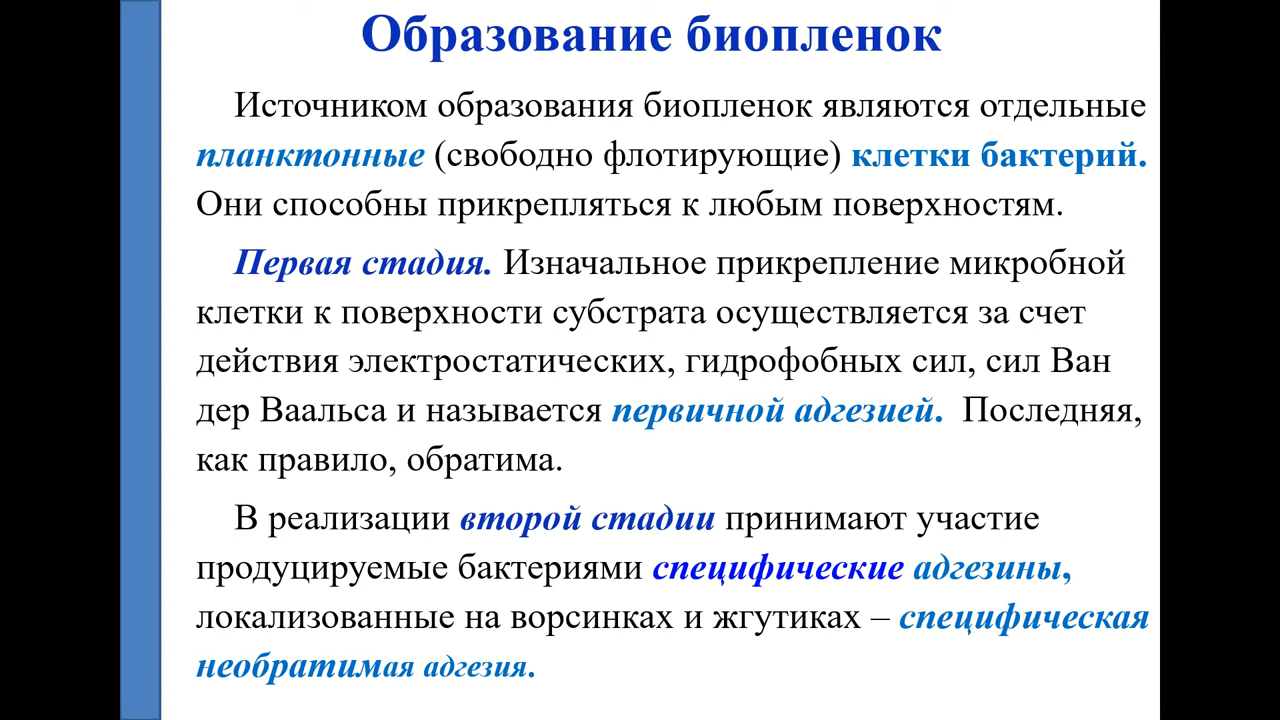 Образование биопленок
Источником образования биопленок являются отдельные
планктонные (свободно флотирующие) клетки бактерий.
Они способны прикрепляться к любым поверхностям.
Первая стадия. Изначальное прикрепление микробной
клетки к поверхности субстрата осуществляется за счет
действия электростатических, гидрофобных сил, сил Ван
дер Ваальса и называется первичной адгезией. Последняя,
как правило, обратима.
В реализации второй стадии принимают участие
продуцируемые бактериями специфические адгезины,
локализованные на ворсинках и жгутиках – специфическая
необратимая адгезия.